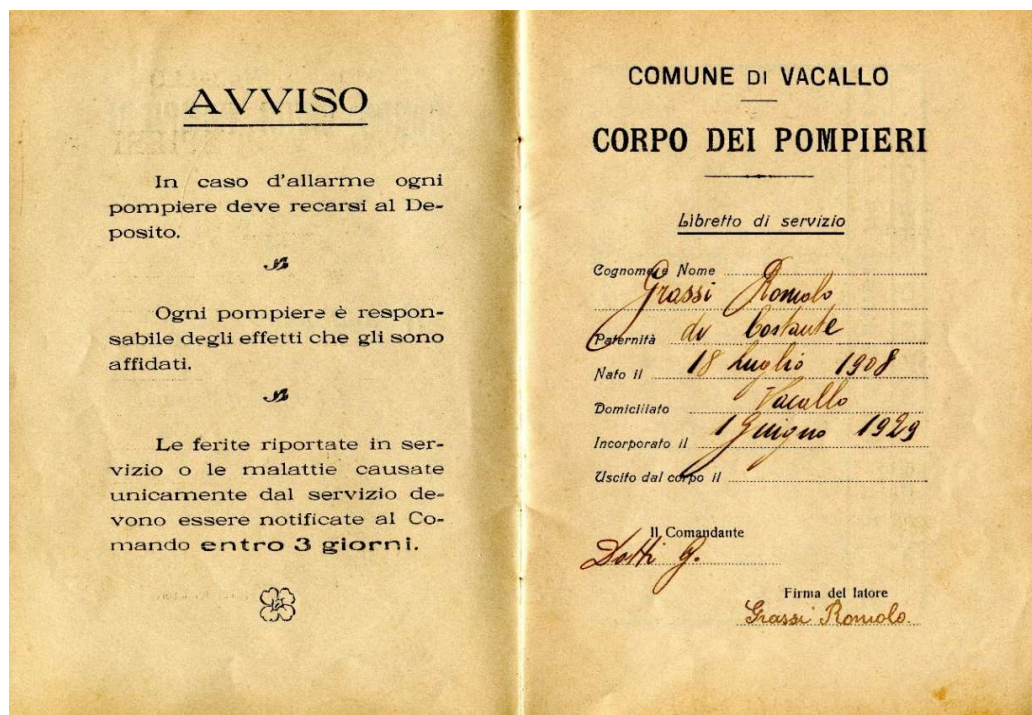 AVVISO
In caso d'allarme ogni
pompiere deve recarsi al De-
posito.
Ogni pompiere è respon-
sabile degli effetti che gli sono
affidati.
Le ferite riportate in ser-
vizio o le malattie causate
unicamente dal servizio de-
vono essere notificate al Co-
mando entro 3 giorni.
COMUNE DI VACALLO
CORPO DEI POMPIERI
Libretto di servizio
Cognome e Nome
Grassi Romolo
Paternità di Costante
Nato il 18 Luglio 1908
Domiciliato Vacallo
Incorporato il 1 Giugno 1929
Uscito dal corpo il
Il Comandante
Dotti G.
Firma del latore
Grassi Romolo.